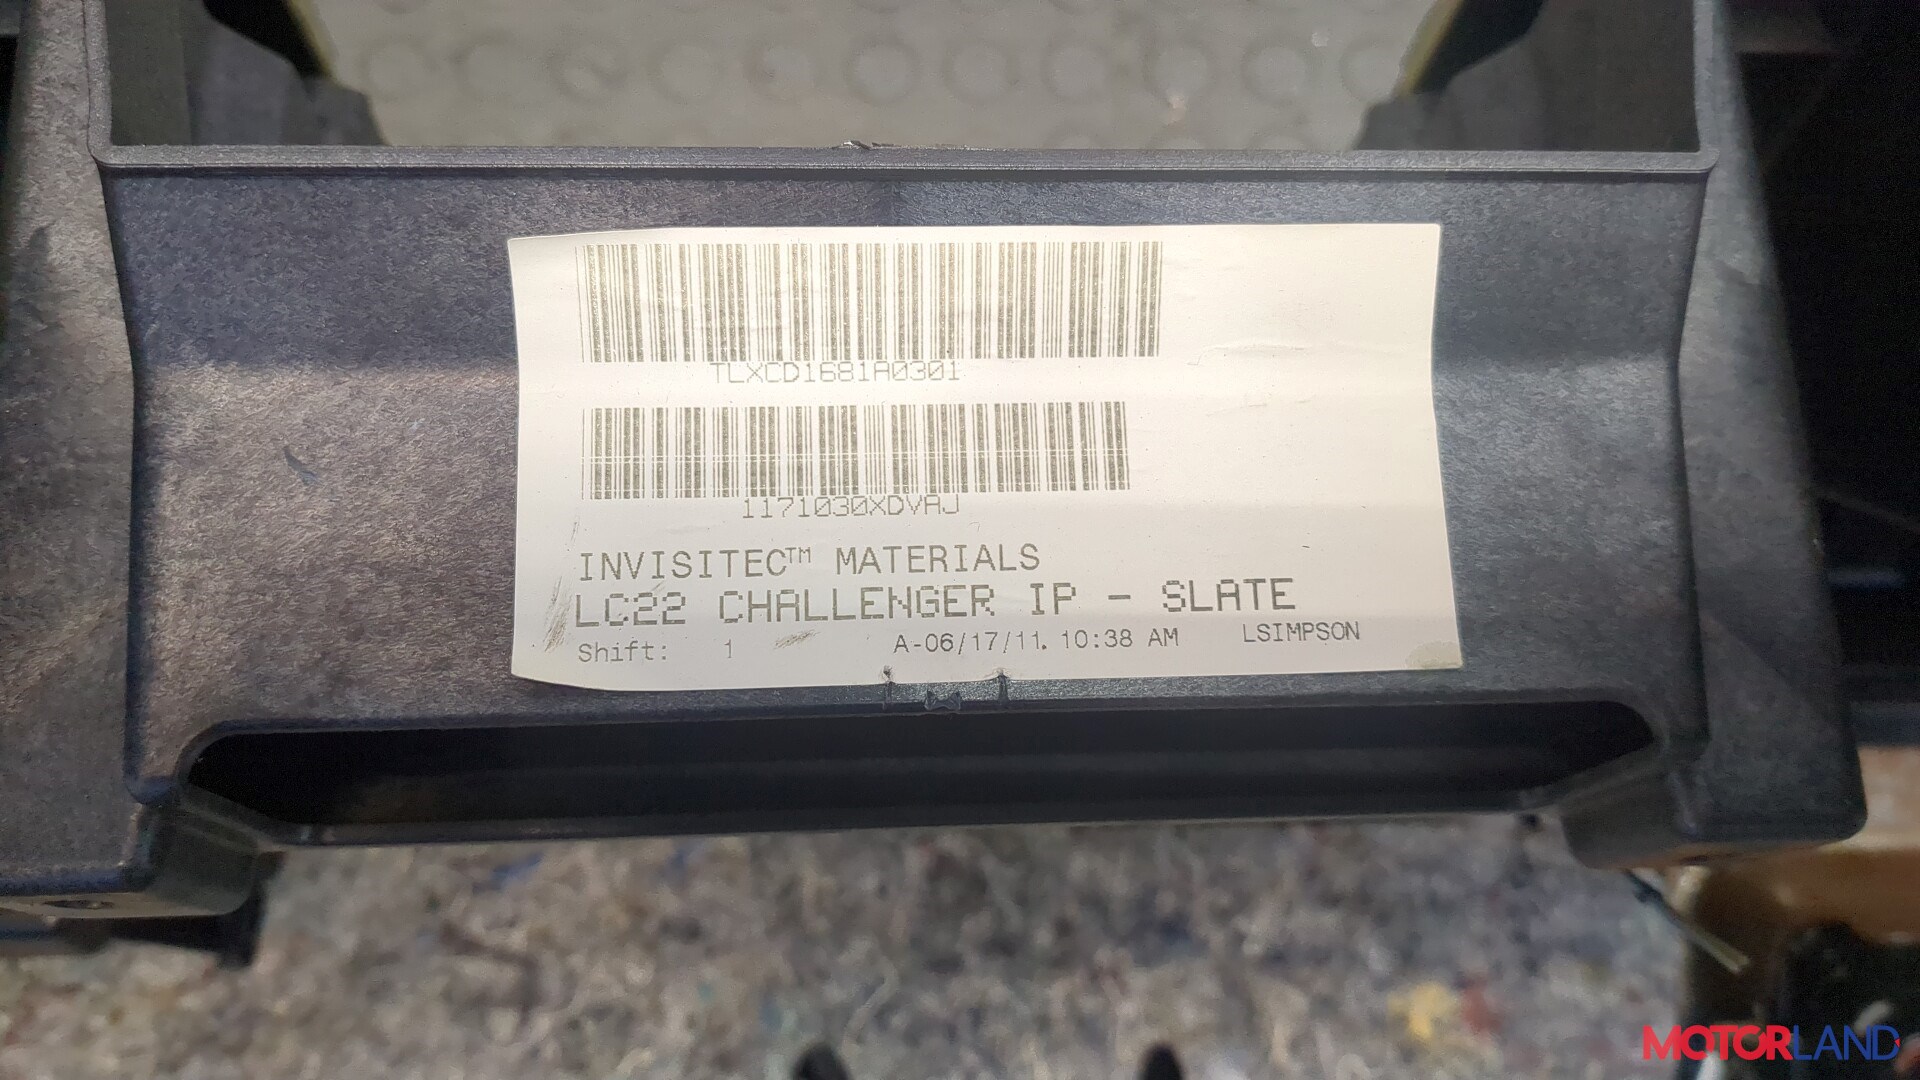 TLXCD1681A0301
1171030XDVAJ
INVISITEC™ MATERIALS
LC22 CHALLENGER IP - SLATE
Shift: 1 A-06/17/11. 10:38 AM LSIMPSON
MOTORLAND